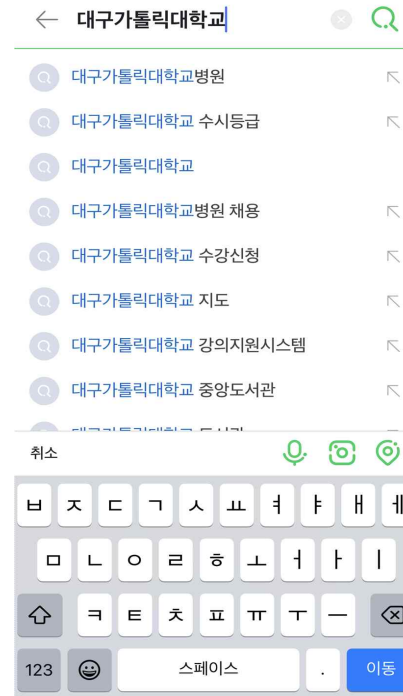 대구가톨릭대학교
대구가톨릭대학교병원
대구가톨릭대학교 수시등급
대구가톨릭대학교
대구가톨릭대학교병원 채용
대구가톨릭대학교 수강신청
대구가톨릭대학교 지도
대구가톨릭대학교 강의지원시스템
대구가톨릭대학교 중앙도서관
취소
ㅂ ㅈ ㄷ ㄱ ㅅ ㅛ ㅕ ㅑ ㅐ ㅔ
ㅁ ㄴ ㅇ ㄹ ㅎ ㅗ ㅓ ㅏ ㅣ
ㅋ ㅌ ㅊ ㅍ ㅠ ㅜ ㅡ
123 스페이스 . 이동